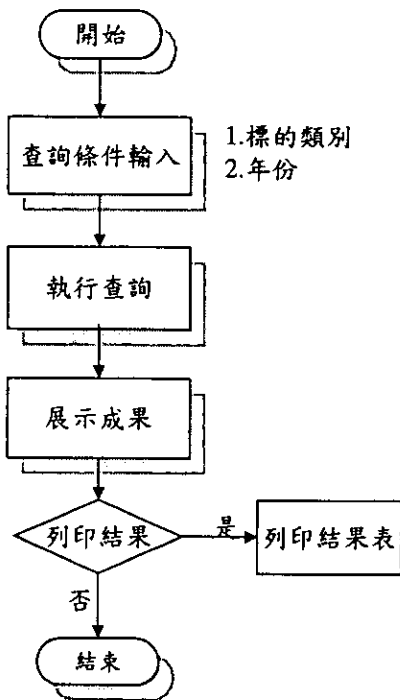 開始
查詢條件輸入
1.標的類別
2.年份
執行查詢
展示成果
列印結果
是
列印結果表
否
結束